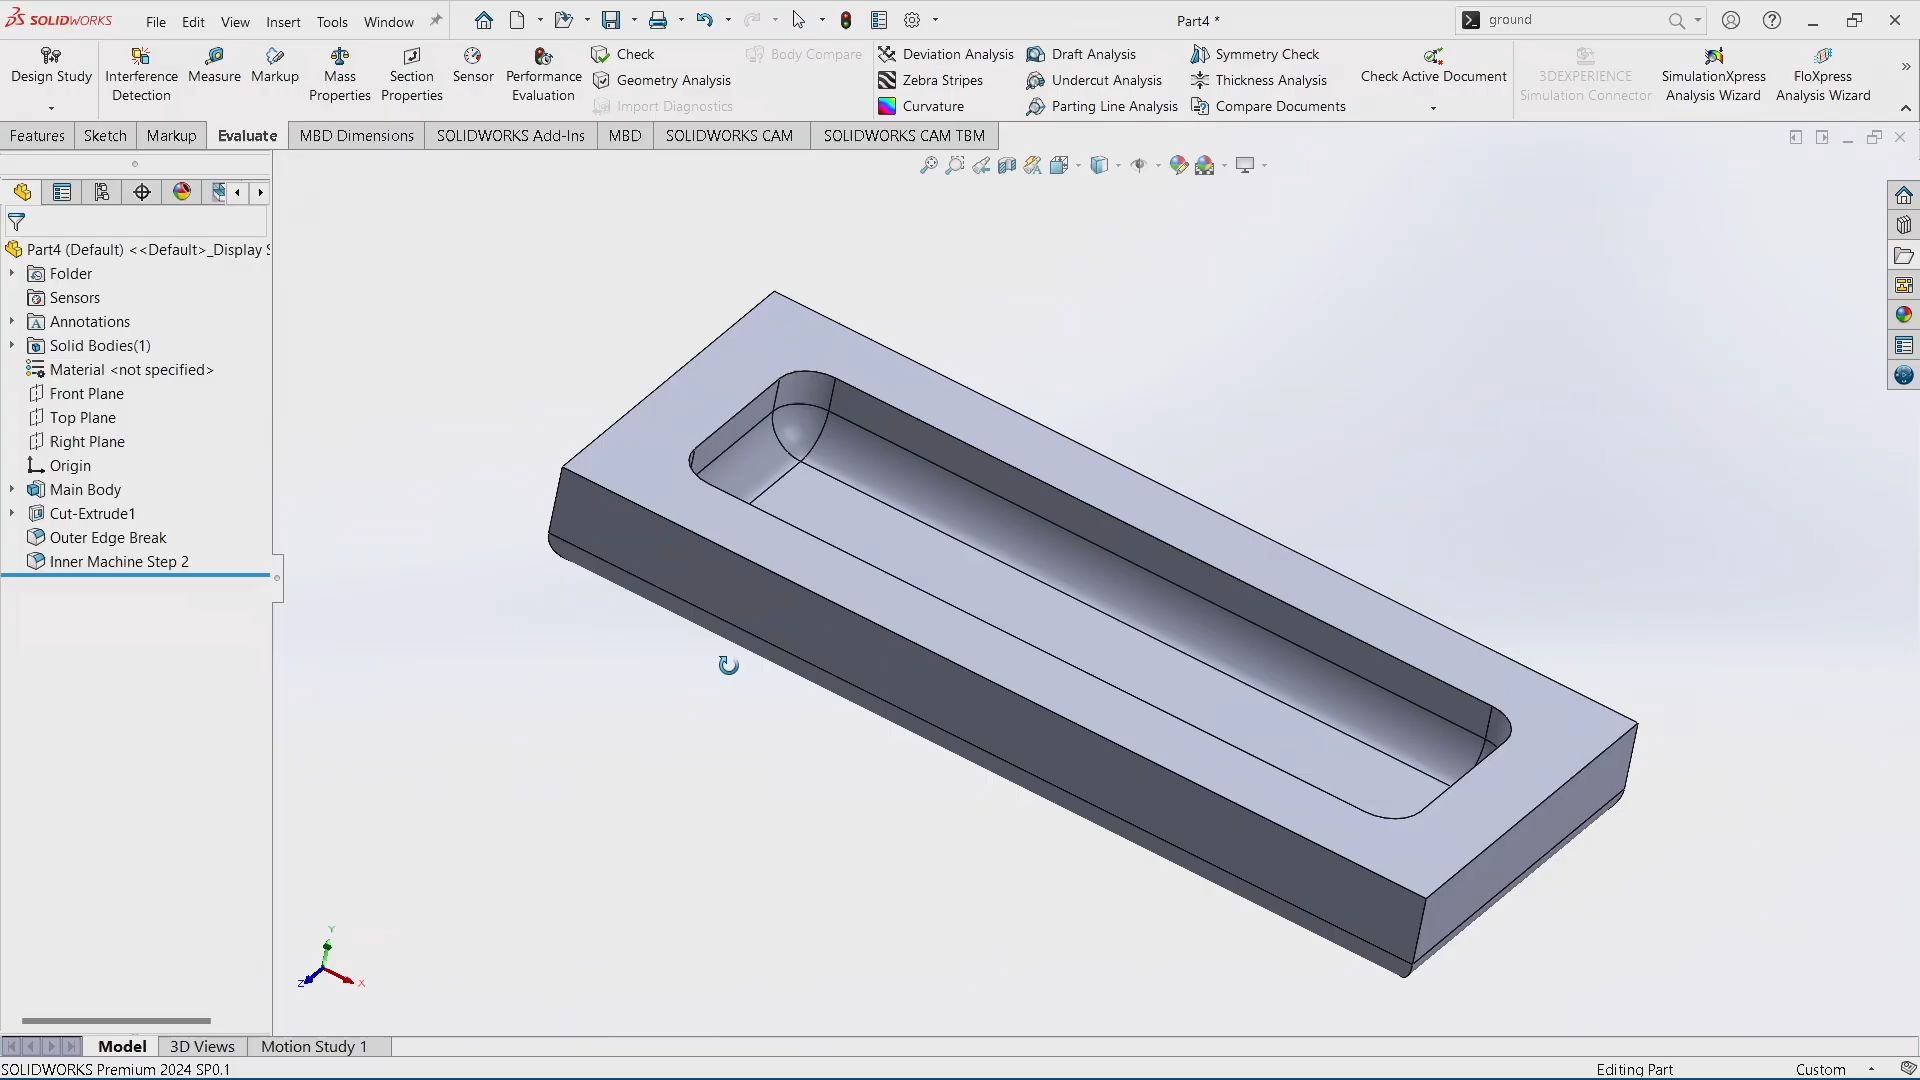 SOLIDWORKS File Edit View Insert Tools Window Part4 * ground
Design Study
Interference Detection
Measure
Markup
Mass Properties
Section Properties
Sensor
Performance Evaluation
Check
Geometry Analysis
Import Diagnostics
Body Compare
Deviation Analysis
Zebra Stripes
Curvature
Draft Analysis
Undercut Analysis
Parting Line Analysis
Symmetry Check
Thickness Analysis
Compare Documents
Check Active Document
3DEXPERIENCE Simulation Connector
SimulationXpress Analysis Wizard
FloXpress Analysis Wizard
Features Sketch Markup Evaluate MBD Dimensions SOLIDWORKS Add-Ins MBD SOLIDWORKS CAM SOLIDWORKS CAM TBM
Part4 (Default) <<Default>_Display S
Folder
Sensors
Annotations
Solid Bodies(1)
Material <not specified>
Front Plane
Top Plane
Right Plane
Origin
Main Body
Cut-Extrude1
Outer Edge Break
Inner Machine Step 2
Y
Z X
Model 3D Views Motion Study 1
SOLIDWORKS Premium 2024 SP0.1 Editing Part Custom